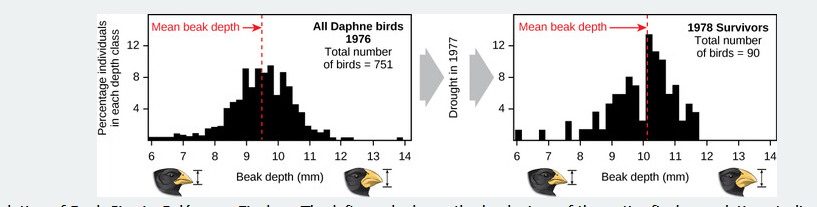 Percentage individuals
in each depth class
12
8
4
Mean beak depth
All Daphne birds
1976
Total number
of birds = 751
6 7 8 9 10 11 12 13 14
Beak depth (mm)
Drought in 1977
12
8
4
Mean beak depth
1978 Survivors
Total number
of birds = 90
6 7 8 9 10 11 12 13 14
Beak depth (mm)